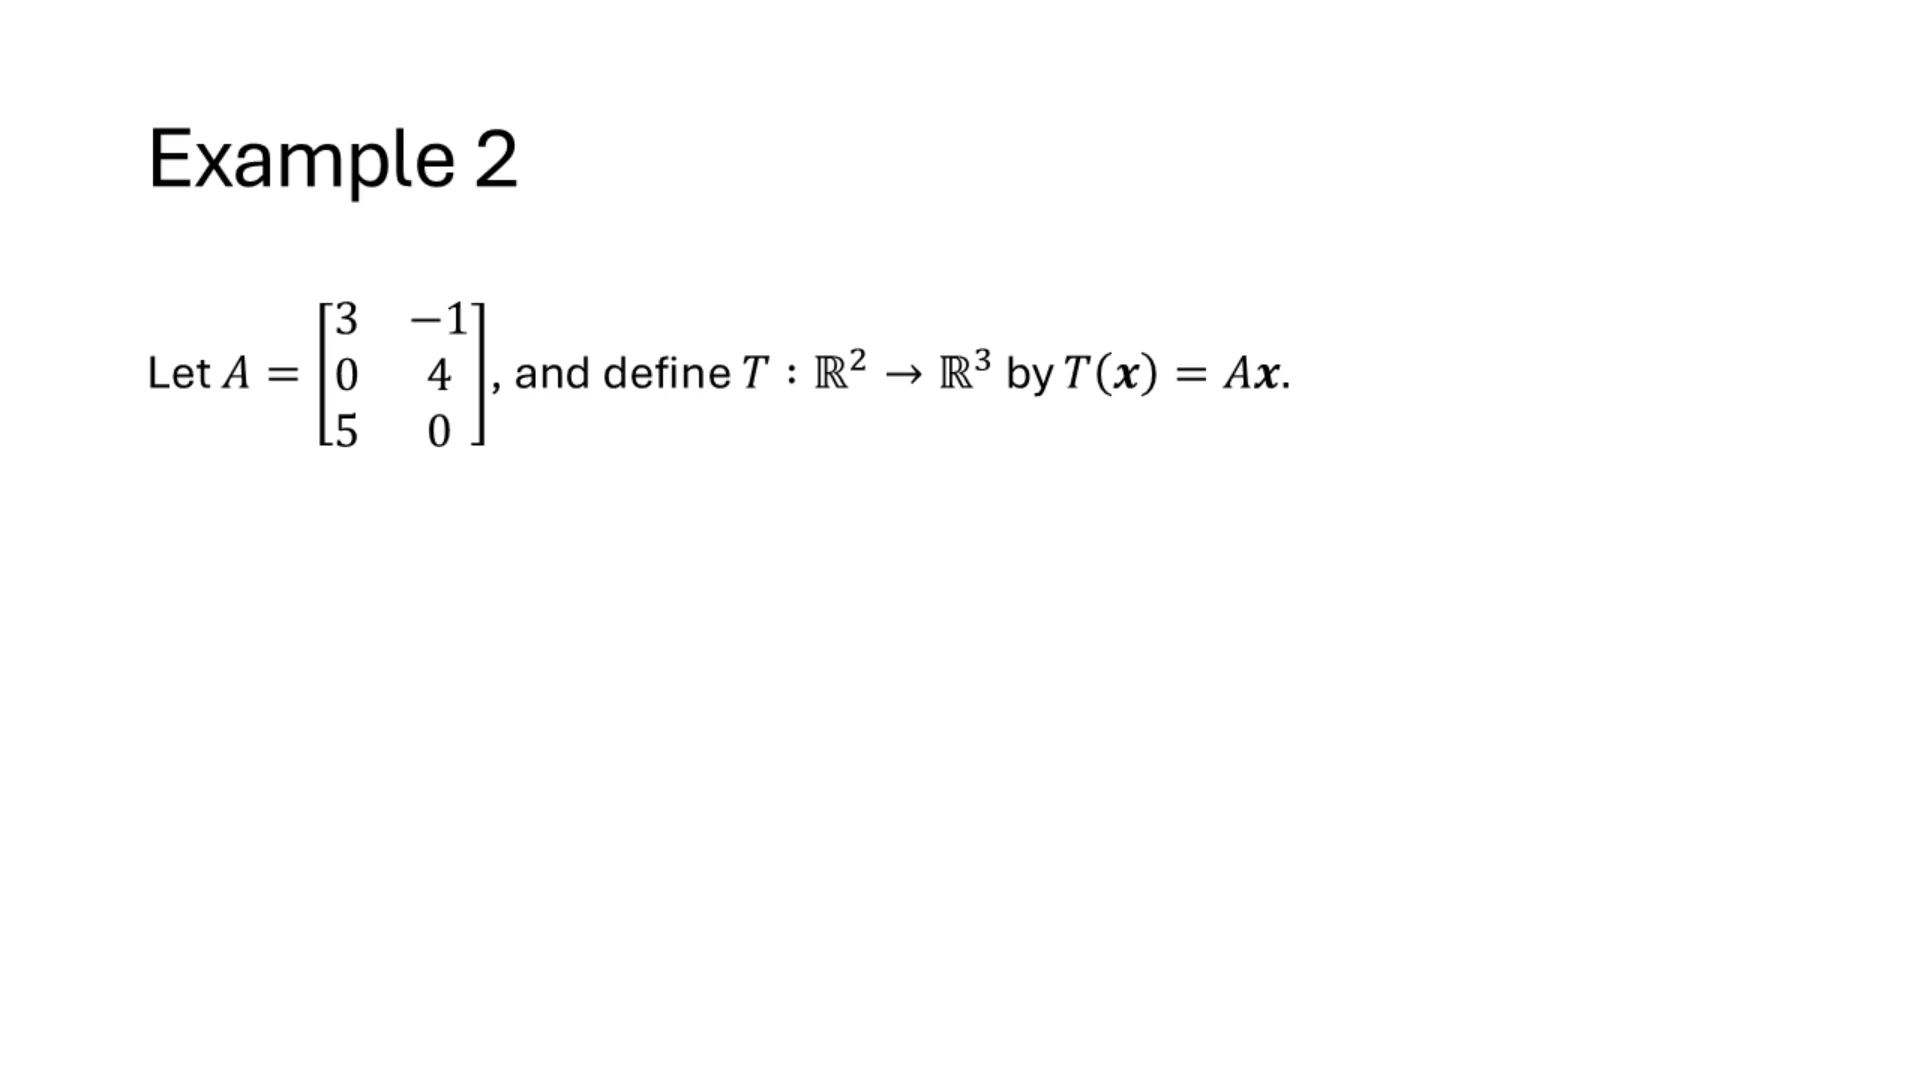 Example 2
Let A = [3 −1; 0 4; 5 0], and define T : ℝ² → ℝ³ by T(x) = Ax.